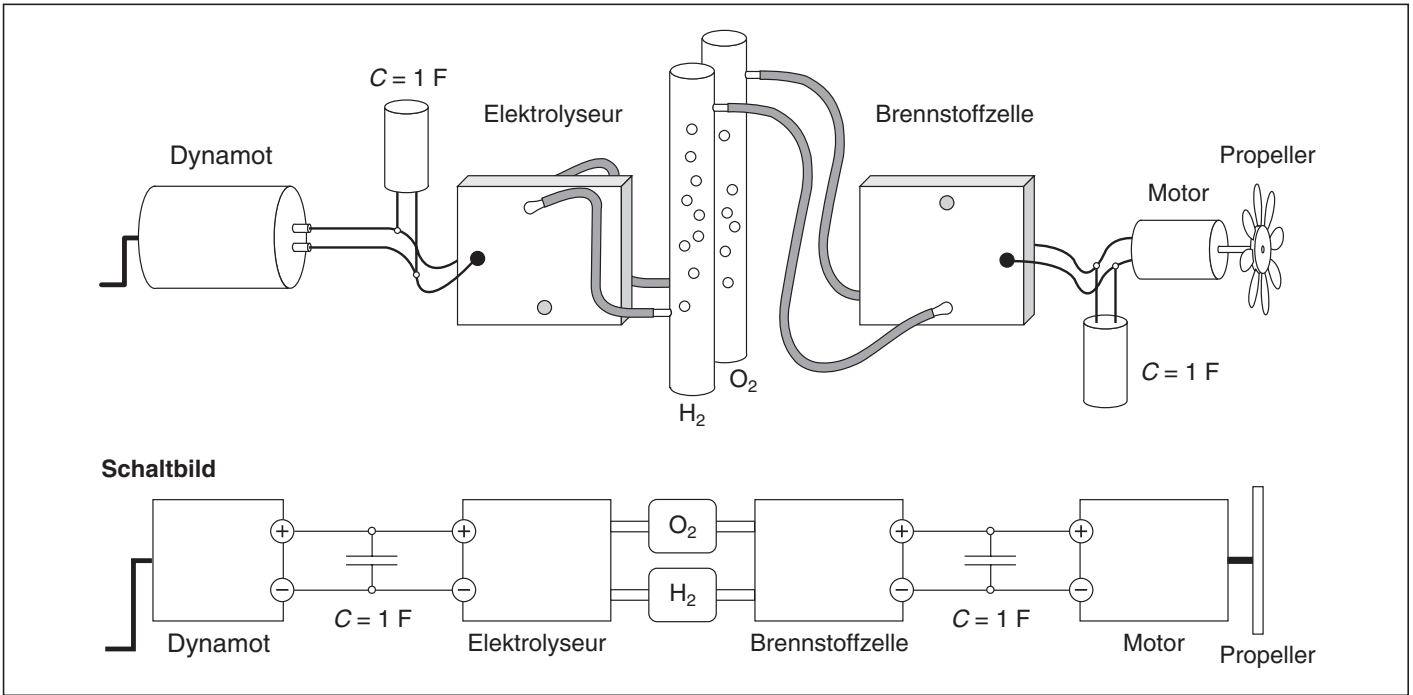 C = 1 F
Elektrolyseur
Brennstoffzelle
Dynamot
Propeller
Motor
O2
C = 1 F
H2
Schaltbild
+
+
O2
+
+
−
−
H2
−
−
C = 1 F
C = 1 F
Dynamot
Elektrolyseur
Brennstoffzelle
Motor
Propeller